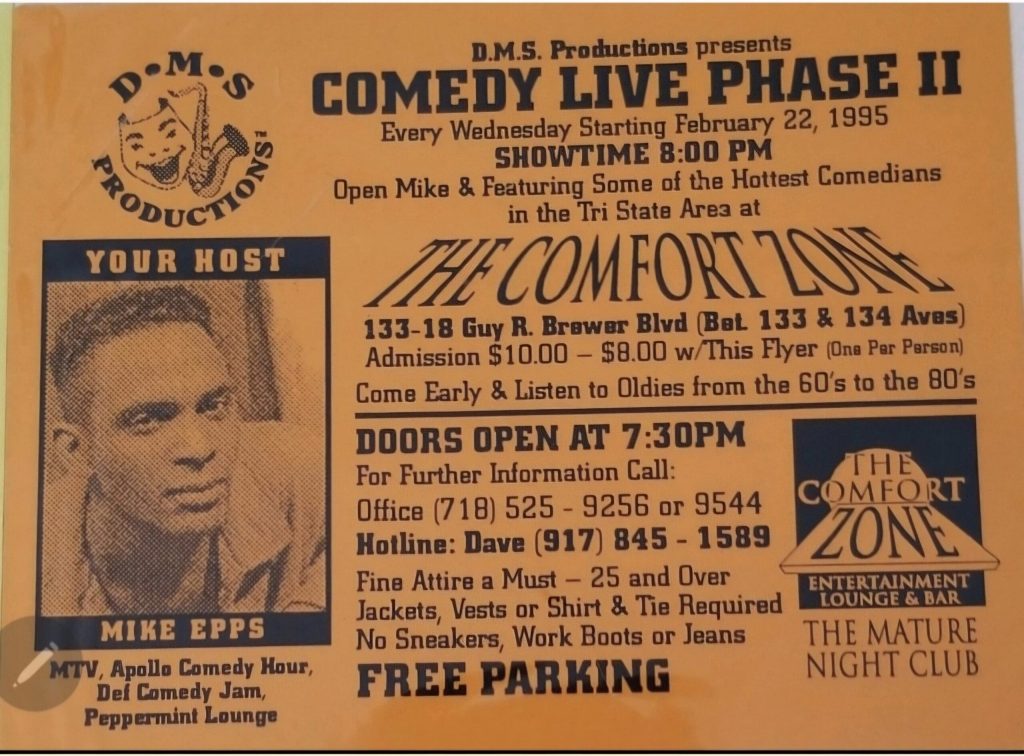 D•M•S
PRODUCTIONS
D.M.S. Productions presents
COMEDY LIVE PHASE II
Every Wednesday Starting February 22, 1995
SHOWTIME 8:00 PM
Open Mike & Featuring Some of the Hottest Comedians
in the Tri State Area at
THE COMFORT ZONE
133-18 Guy R. Brewer Blvd (Bet. 133 & 134 Aves)
Admission $10.00 – $8.00 w/This Flyer (One Per Person)
Come Early & Listen to Oldies from the 60's to the 80's
YOUR HOST
MIKE EPPS
MTV, Apollo Comedy Hour,
Def Comedy Jam,
Peppermint Lounge
DOORS OPEN AT 7:30PM
For Further Information Call:
Office (718) 525 - 9256 or 9544
Hotline: Dave (917) 845 - 1589
Fine Attire a Must – 25 and Over
Jackets, Vests or Shirt & Tie Required
No Sneakers, Work Boots or Jeans
FREE PARKING
THE
COMFORT
ZONE
ENTERTAINMENT
LOUNGE & BAR
THE MATURE
NIGHT CLUB